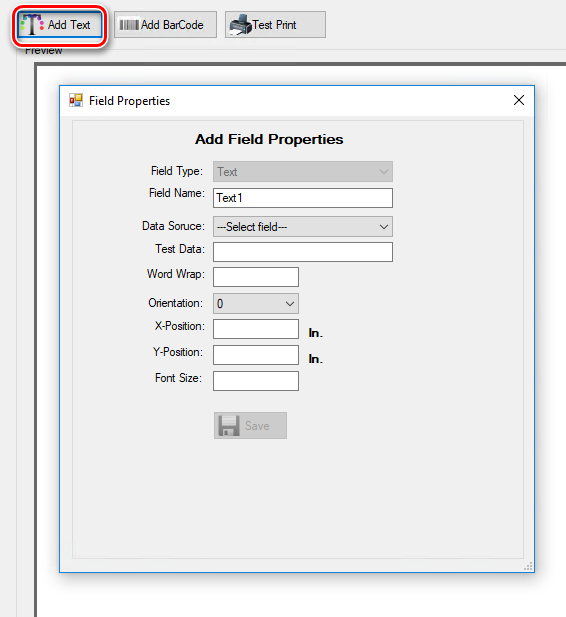 Add Text Add BarCode Test Print
Preview
Field Properties
Add Field Properties
Field Type: Text
Field Name: Text1
Data Soruce: ---Select field---
Test Data:
Word Wrap:
Orientation: 0
X-Position: In.
Y-Position: In.
Font Size:
Save